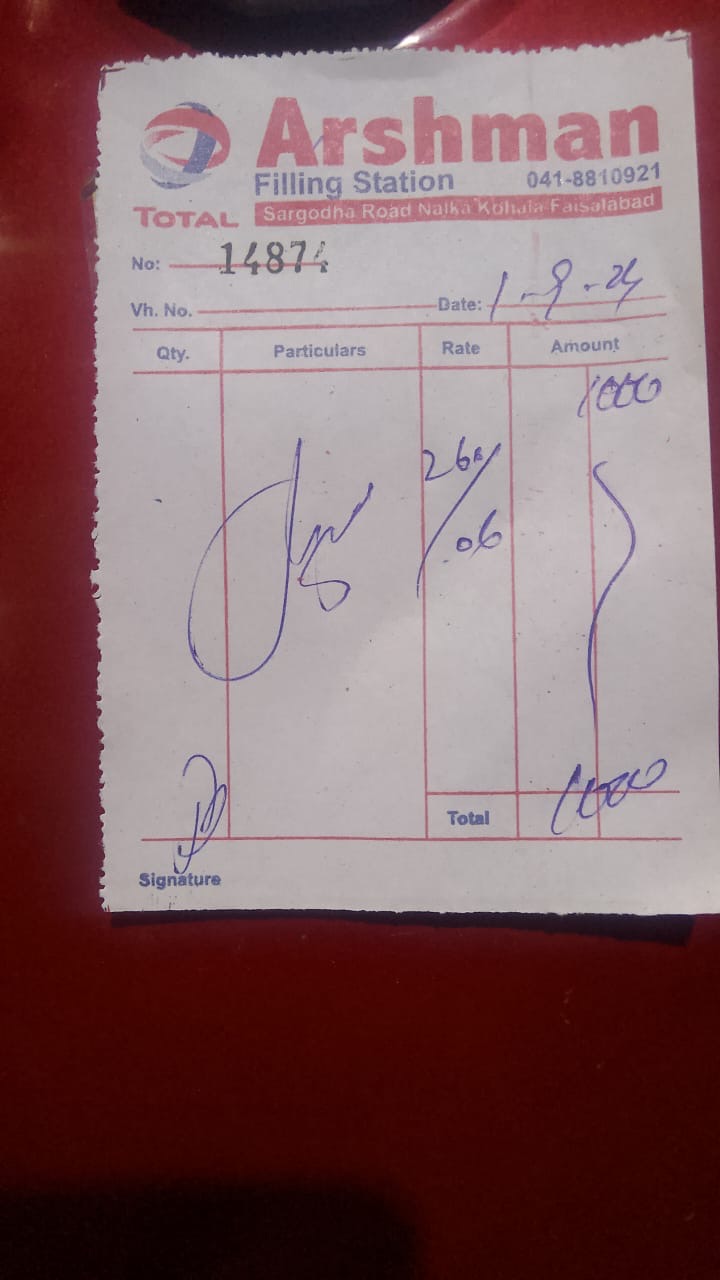 Arshman
Filling Station 041-8810921
TOTAL
Sargodha Road Nalka Kohala Faisalabad
No: 14874
Vh. No. Date: 1-9-24
Qty. Particulars Rate Amount
1000
260
.06
Total 1000
Signature